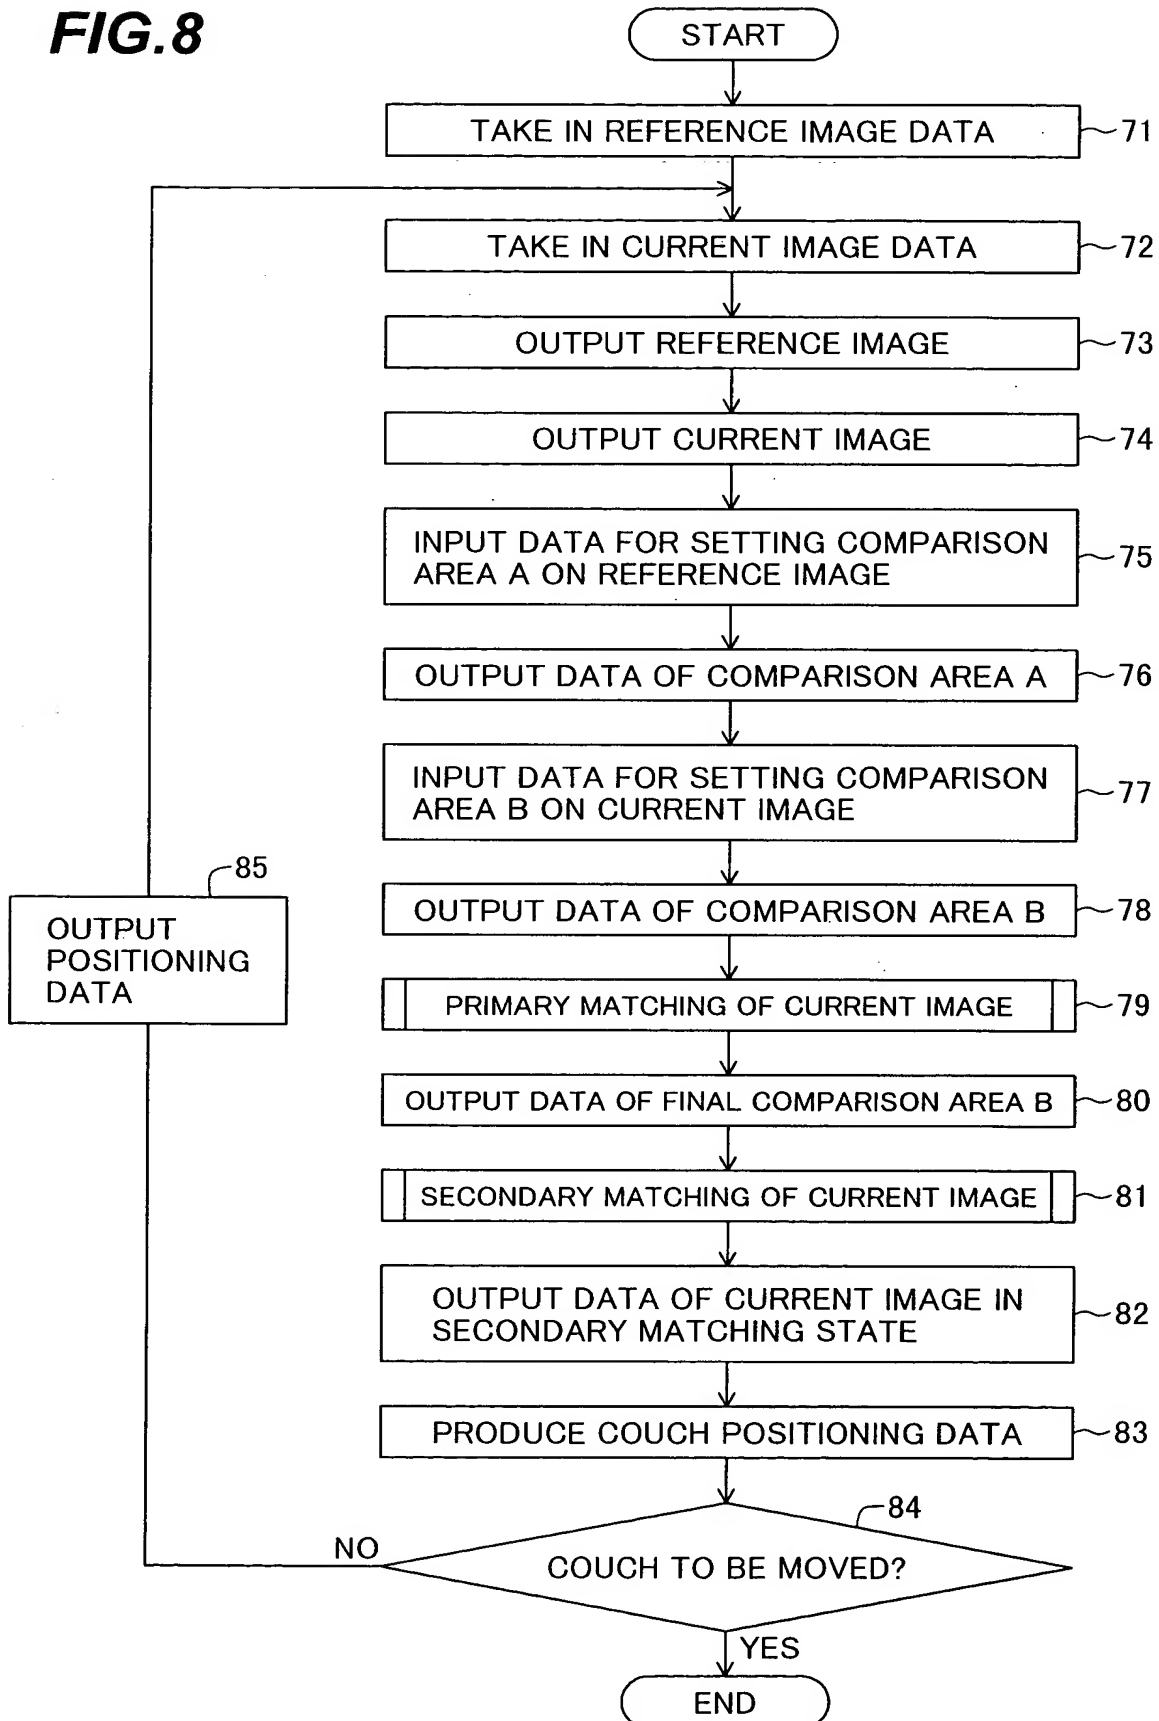 FIG.8
START
TAKE IN REFERENCE IMAGE DATA
71
TAKE IN CURRENT IMAGE DATA
72
OUTPUT REFERENCE IMAGE
73
OUTPUT CURRENT IMAGE
74
INPUT DATA FOR SETTING COMPARISON
AREA A ON REFERENCE IMAGE
75
OUTPUT DATA OF COMPARISON AREA A
76
INPUT DATA FOR SETTING COMPARISON
AREA B ON CURRENT IMAGE
77
85
OUTPUT
POSITIONING
DATA
OUTPUT DATA OF COMPARISON AREA B
78
PRIMARY MATCHING OF CURRENT IMAGE
79
OUTPUT DATA OF FINAL COMPARISON AREA B
80
SECONDARY MATCHING OF CURRENT IMAGE
81
OUTPUT DATA OF CURRENT IMAGE IN
SECONDARY MATCHING STATE
82
PRODUCE COUCH POSITIONING DATA
83
84
NO
COUCH TO BE MOVED?
YES
END